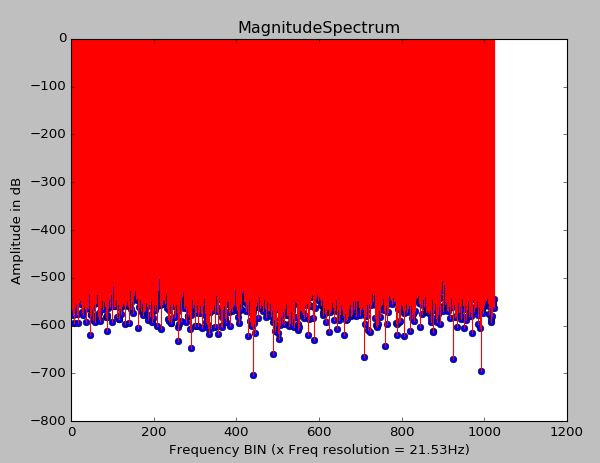 MagnitudeSpectrum
0
−100
−200
−300
−400
−500
−600
−700
−800
Amplitude in dB
0 200 400 600 800 1000 1200
Frequency BIN (x Freq resolution = 21.53Hz)